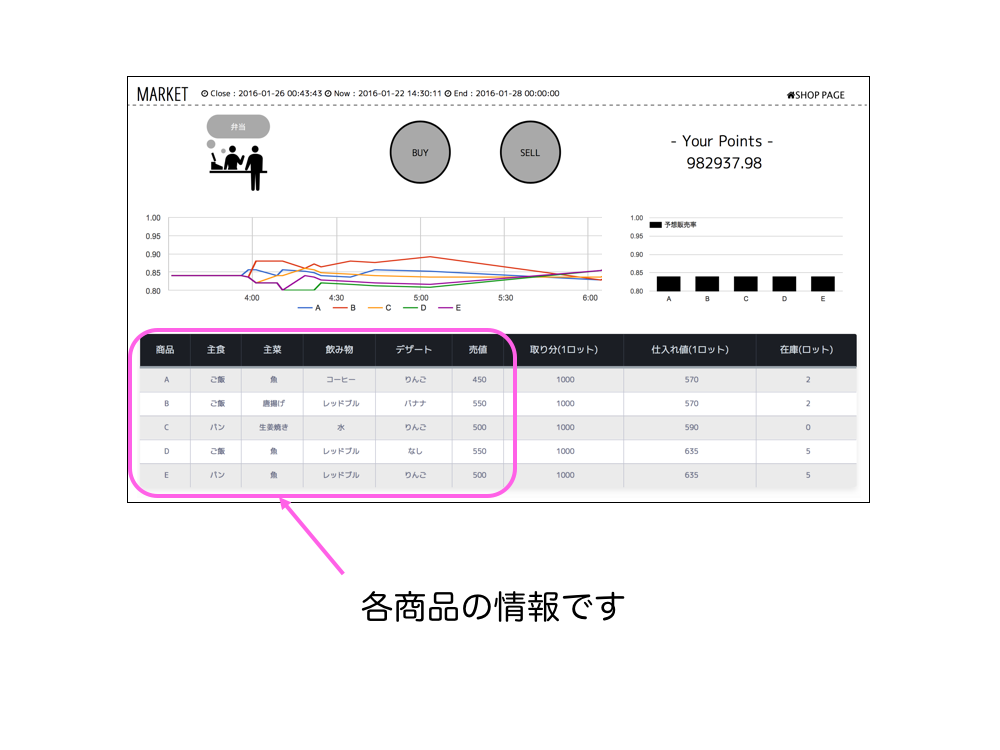 MARKET Close : 2016-01-26 00:43:43 Now : 2016-01-22 14:30:11 End : 2016-01-28 00:00:00 SHOP PAGE
弁当
BUY SELL
- Your Points -
982937.98
1.00
0.95
0.90
0.85
0.80
4:00 4:30 5:00 5:30 6:00
A B C D E
1.00
予想販売率
0.95
0.90
0.85
0.80
A B C D E
商品 主食 主菜 飲み物 デザート 売値 取り分(1ロット) 仕入れ値(1ロット) 在庫(ロット)
A ご飯 魚 コーヒー りんご 450 1000 570 2
B ご飯 唐揚げ レッドブル バナナ 550 1000 570 2
C パン 生姜焼き 水 りんご 500 1000 590 0
D ご飯 魚 レッドブル なし 550 1000 635 5
E パン 魚 レッドブル りんご 500 1000 635 5
各商品の情報です